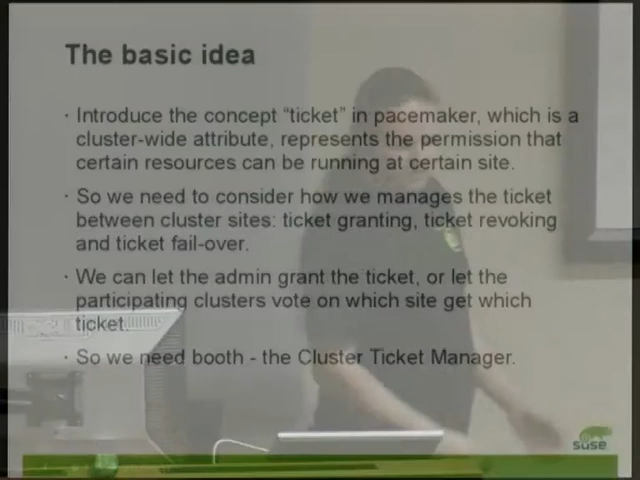 The basic idea
· Introduce the concept “ticket” in pacemaker, which is a
cluster-wide attribute, represents the permission that
certain resources can be running at certain site.
· So we need to consider how we manages the ticket
between cluster sites: ticket granting, ticket revoking
and ticket fail-over.
· We can let the admin grant the ticket, or let the
participating clusters vote on which site get which
ticket.
· So we need booth - the Cluster Ticket Manager.
suse